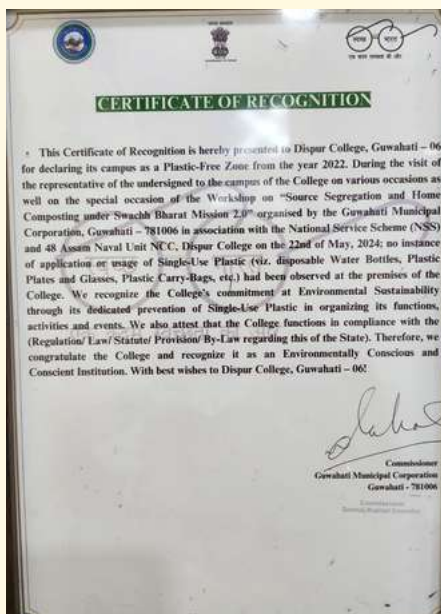 स्वच्छ भारत
एक कदम स्वच्छता की ओर
CERTIFICATE OF RECOGNITION
This Certificate of Recognition is hereby presented to Dispur College, Guwahati – 06
for declaring its campus as a Plastic-Free Zone from the year 2022. During the visit of
the representative of the undersigned to the campus of the College on various occasions as
well on the special occasion of the Workshop on “Source Segregation and Home
Composting under Swachh Bharat Mission 2.0” organised by the Guwahati Municipal
Corporation, Guwahati – 781006 in association with the National Service Scheme (NSS)
and 48 Assam Naval Unit NCC, Dispur College on the 22nd of May, 2024; no instance
of application or usage of Single-Use Plastic (viz. disposable Water Bottles, Plastic
Plates and Glasses, Plastic Carry-Bags, etc.) had been observed at the premises of the
College. We recognize the College’s commitment at Environmental Sustainability
through its dedicated prevention of Single-Use Plastic in organizing its functions,
activities and events. We also attest that the College functions in compliance with the
(Regulation/ Law/ Statute/ Provision/ By-Law regarding this of the State). Therefore, we
congratulate the College and recognize it as an Environmentally Conscious and
Conscient Institution. With best wishes to Dispur College, Guwahati – 06!
Commissioner
Guwahati Municipal Corporation
Guwahati - 781006
Commissioner